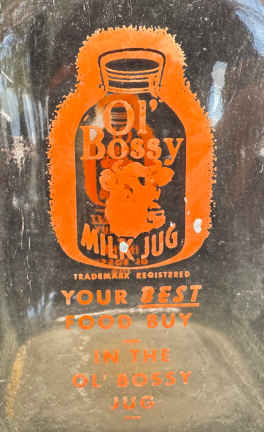 Ol'
Bossy
MILK JUG
TRADEMARK REGISTERED
YOUR BEST
FOOD BUY
IN THE
OL' BOSSY
JUG